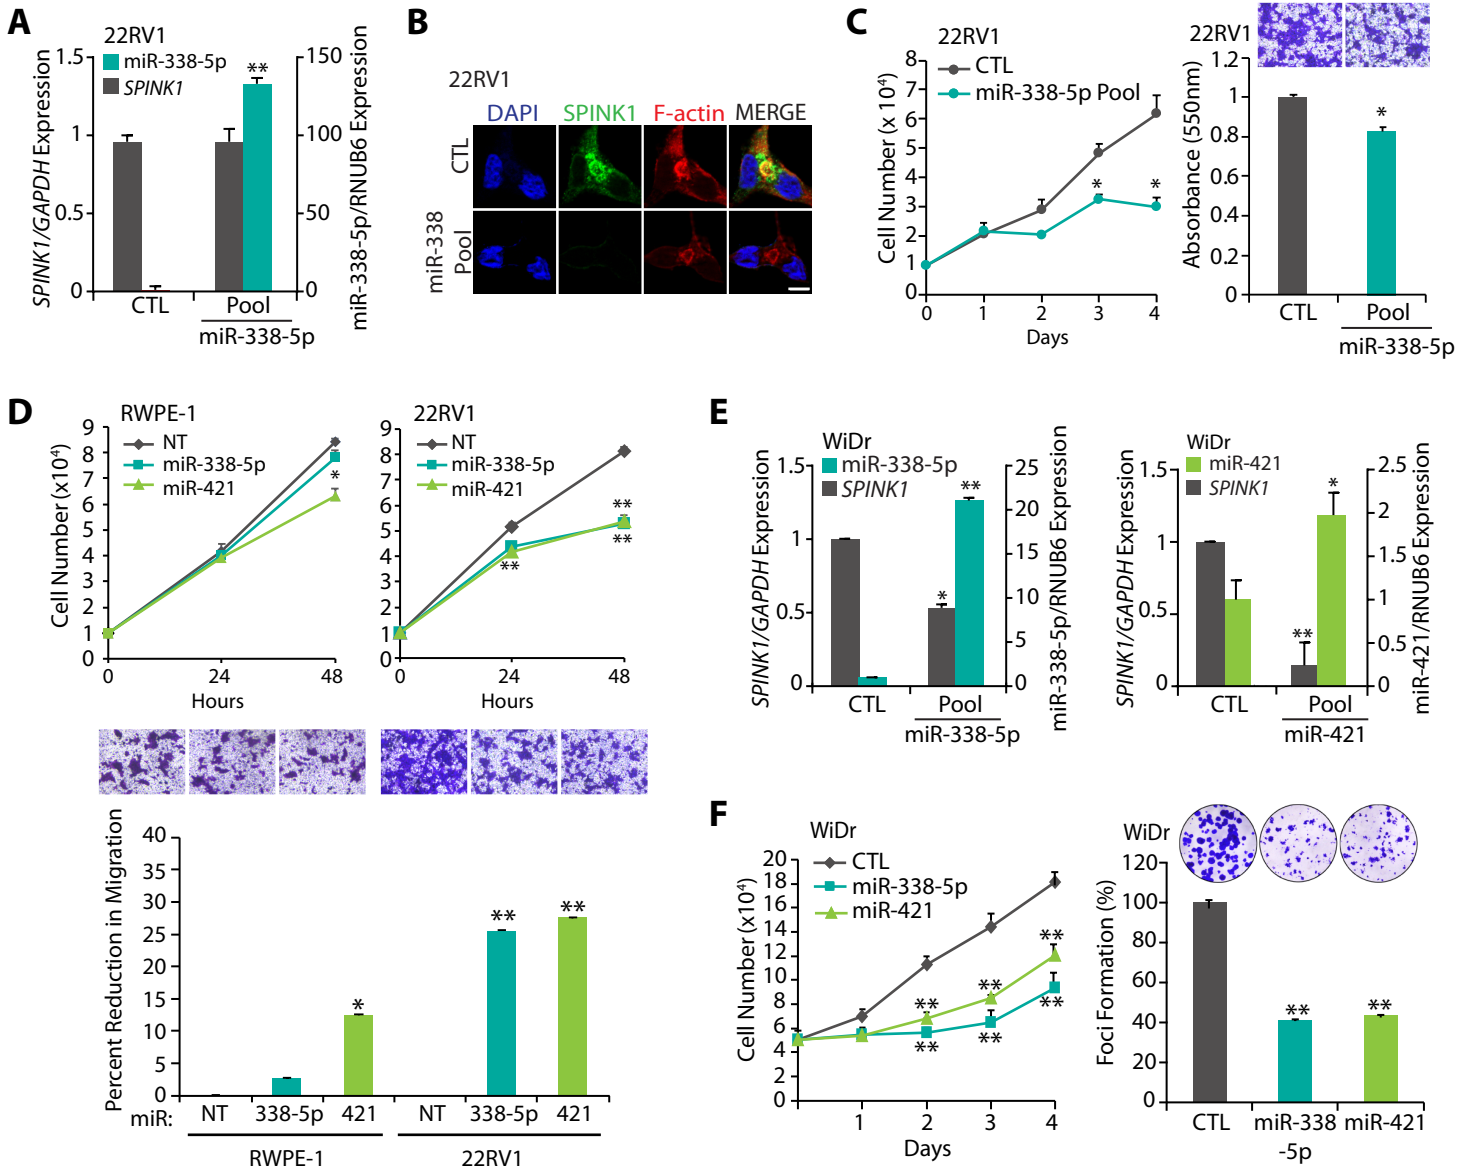 A
22RV1
miR-338-5p
SPINK1
SPINK1/GAPDH Expression
1.5
1
0.5
0
**
150
100
50
0
miR-338-5p/RNUB6 Expression
CTL
Pool
miR-338-5p
B
22RV1
DAPI
SPINK1
F-actin
MERGE
CTL
miR-338
Pool
C
22RV1
CTL
miR-338-5p Pool
Cell Number (x 10⁴)
8
7
6
5
4
3
2
1
0
*
*
0
1
2
3
4
Days
22RV1
Absorbance (550nm)
1.2
1
0.8
0.6
0.4
0.2
0
*
CTL
Pool
miR-338-5p
D
RWPE-1
NT
miR-338-5p
miR-421
Cell Number (x10⁴)
9
8
7
6
5
4
3
2
1
0
*
0
24
48
Hours
22RV1
NT
miR-338-5p
miR-421
9
8
7
6
5
4
3
2
1
0
**
**
**
0
24
48
Hours
Percent Reduction in Migration
40
35
30
25
20
15
10
5
0
*
**
**
miR:
NT
338-5p
421
NT
338-5p
421
RWPE-1
22RV1
E
WiDr
miR-338-5p
SPINK1
SPINK1/GAPDH Expression
1.5
1
0.5
0
*
**
25
20
15
10
5
0
miR-338-5p/RNUB6 Expression
CTL
Pool
miR-338-5p
WiDr
miR-421
SPINK1
SPINK1/GAPDH Expression
1.5
1
0.5
0
**
*
2.5
2
1.5
1
0.5
0
miR-421/RNUB6 Expression
CTL
Pool
miR-421
F
WiDr
CTL
miR-338-5p
miR-421
Cell Number (x10⁴)
20
18
16
14
12
10
8
6
4
2
0
**
**
**
**
**
**
1
2
3
4
Days
WiDr
Foci Formation (%)
120
100
80
60
40
20
0
**
**
CTL
miR-338
-5p
miR-421